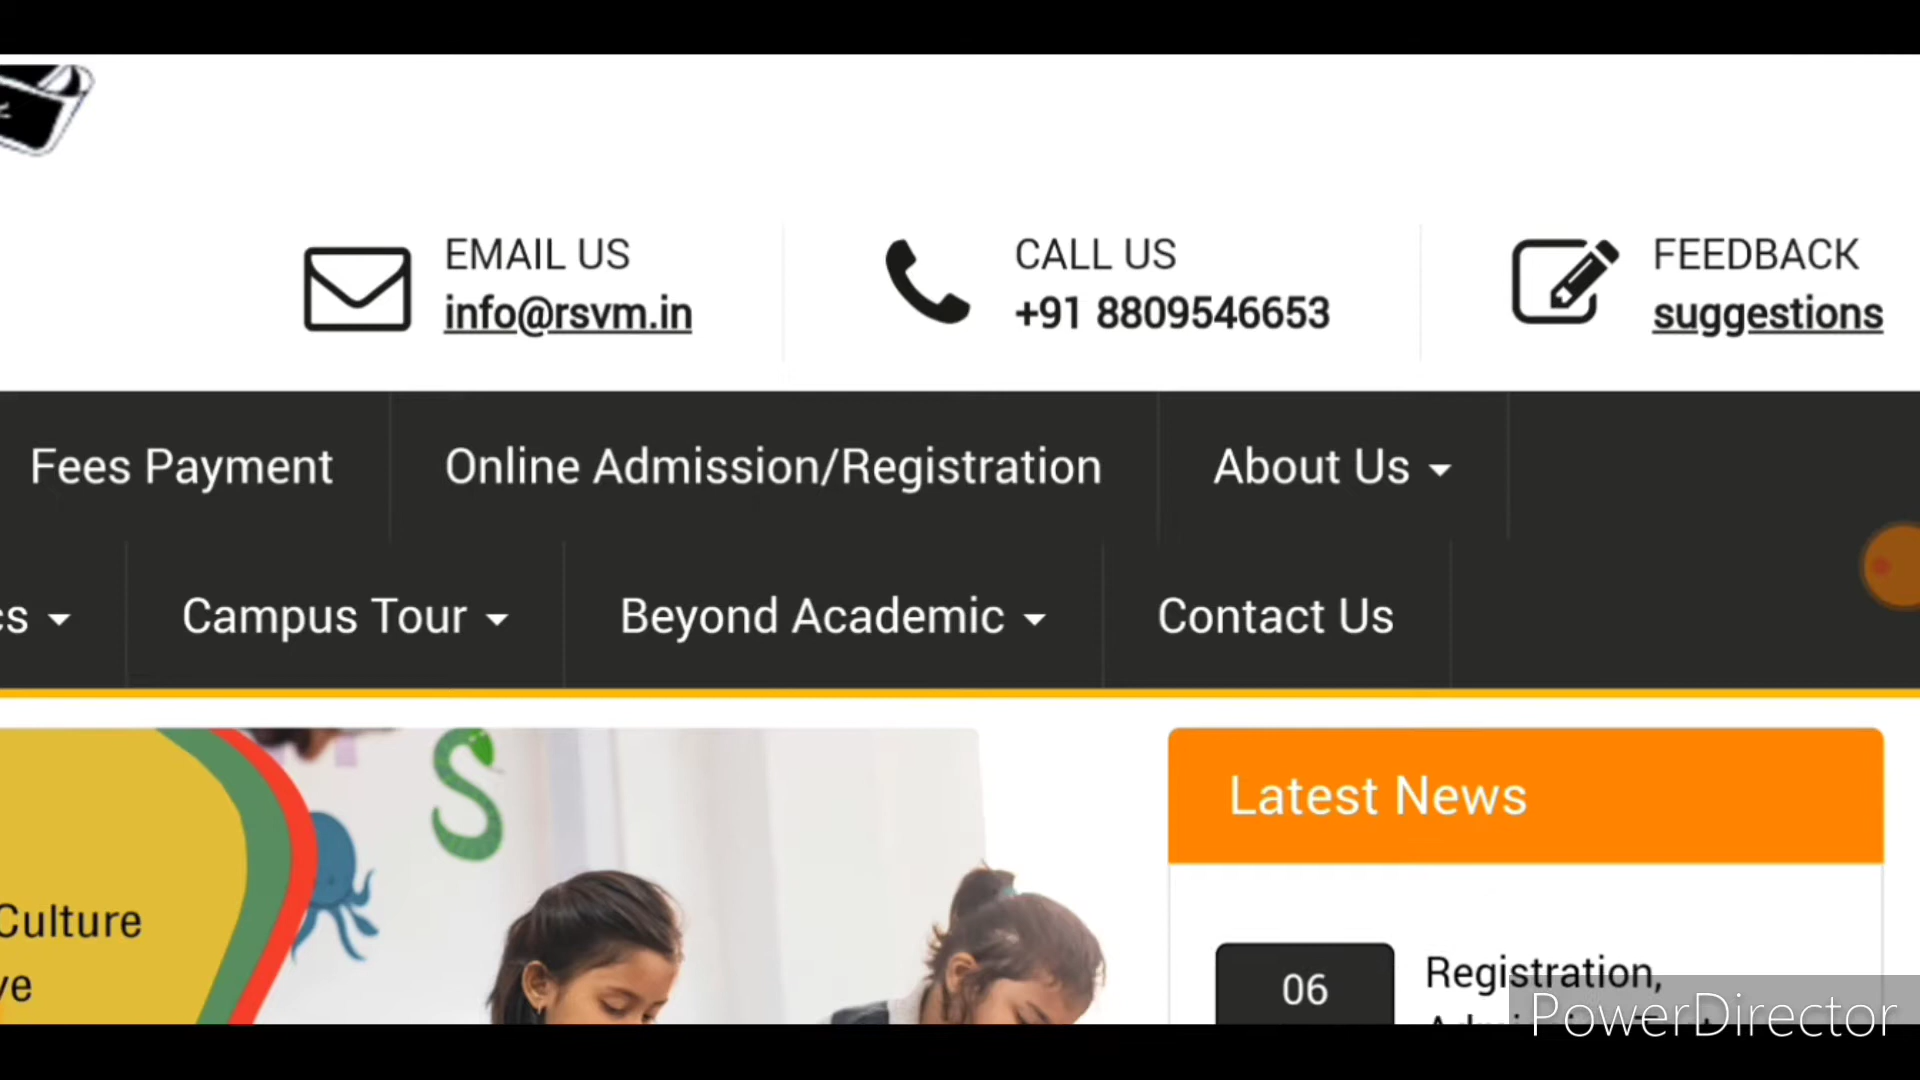 EMAIL US
info@rsvm.in
CALL US
+91 8809546653
FEEDBACK
suggestions
Fees Payment
Online Admission/Registration
About Us
Campus Tour
Beyond Academic
Contact Us
Culture
Latest News
06
Registration,
PowerDirector